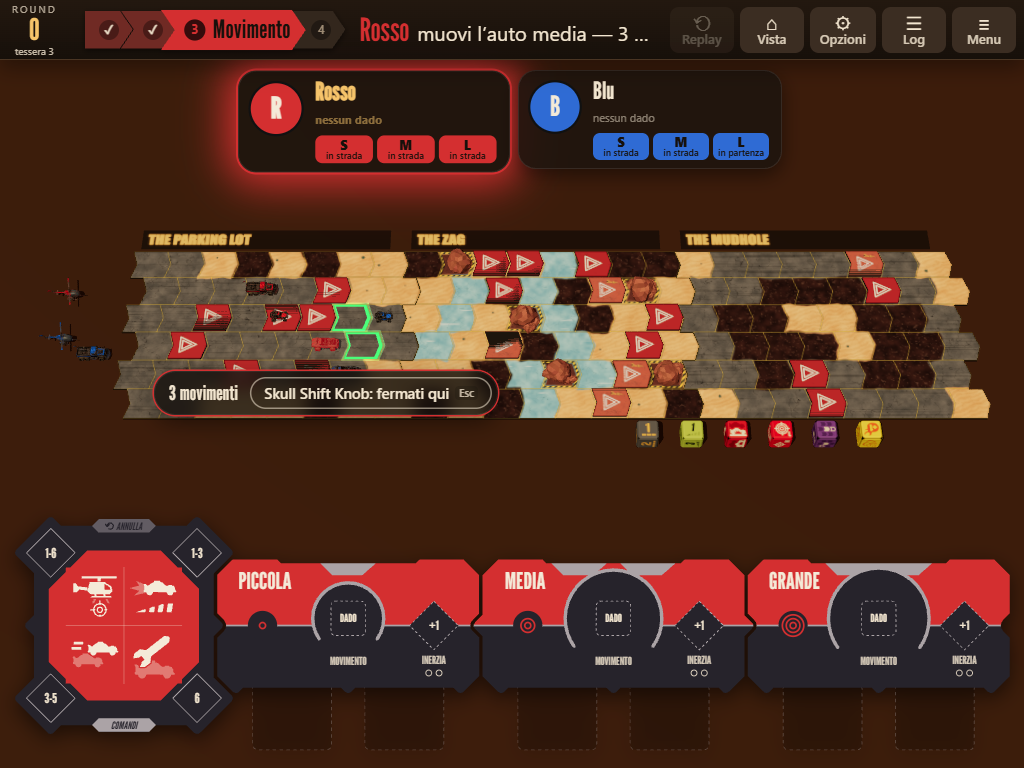 ROUND
0
tessera 3
3 Movimento
4
Rosso muovi l'auto media — 3 ...
Replay
Vista
Opzioni
Log
Menu
R
Rosso
nessun dado
S
in strada
M
in strada
L
in strada
B
Blu
nessun dado
S
in strada
M
in strada
L
in partenza
THE PARKING LOT
THE ZAG
THE MUDHOLE
3 movimenti
Skull Shift Knob: fermati qui Esc
1
1
ANNULLA
1-6
1-3
3-5
6
COMANDI
PICCOLA
DADO
MOVIMENTO
+1
INERZIA
MEDIA
DADO
MOVIMENTO
+1
INERZIA
GRANDE
DADO
MOVIMENTO
+1
INERZIA